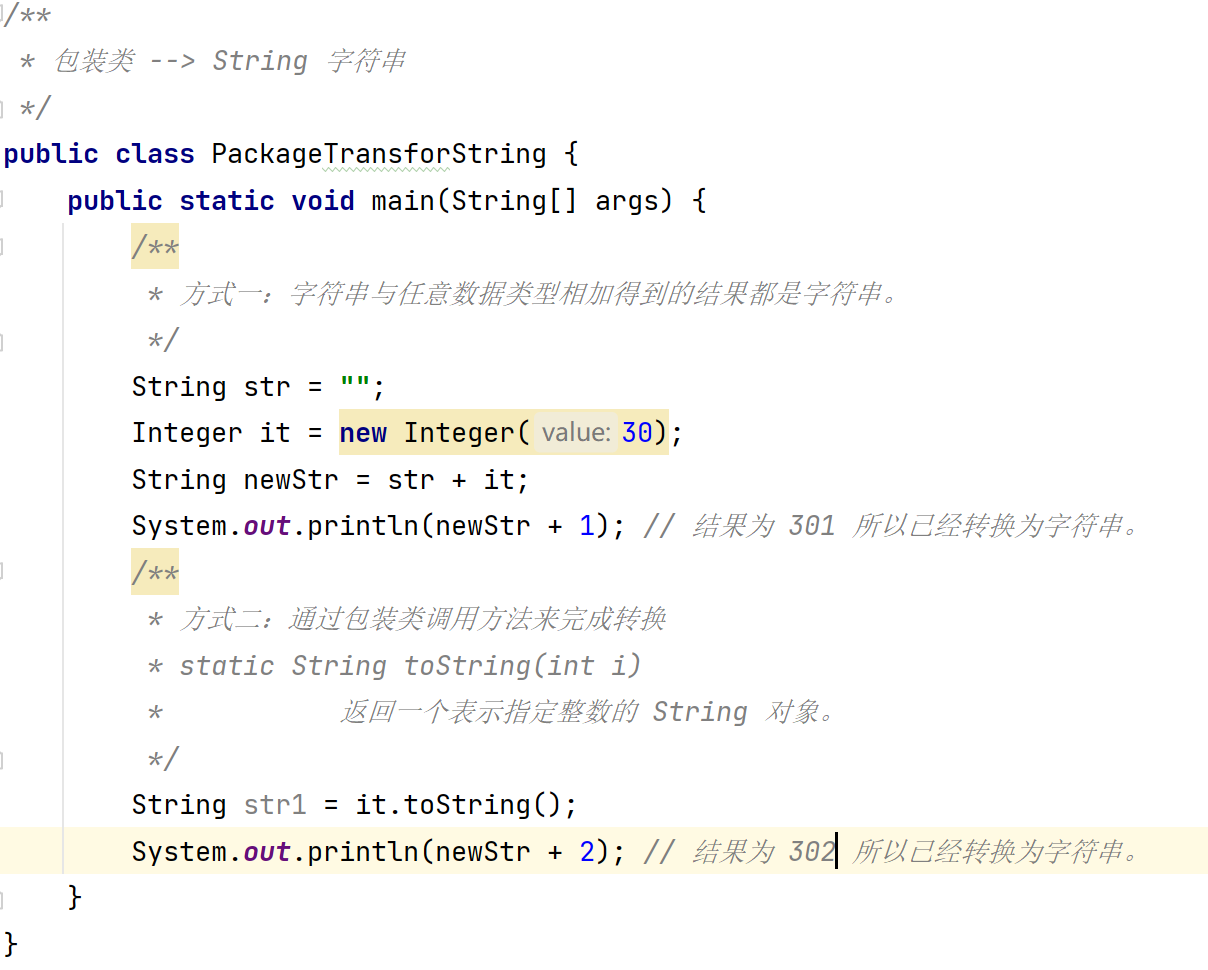 /**
 * 包装类 --> String 字符串
 */
public class PackageTransforString {
    public static void main(String[] args) {
        /**
         * 方式一：字符串与任意数据类型相加得到的结果都是字符串。
         */
        String str = "";
        Integer it = new Integer( value: 30);
        String newStr = str + it;
        System.out.println(newStr + 1); // 结果为 301 所以已经转换为字符串。
        /**
         * 方式二：通过包装类调用方法来完成转换
         * static String toString(int i)
         *            返回一个表示指定整数的 String 对象。
         */
        String str1 = it.toString();
        System.out.println(newStr + 2); // 结果为 302 所以已经转换为字符串。
    }
}